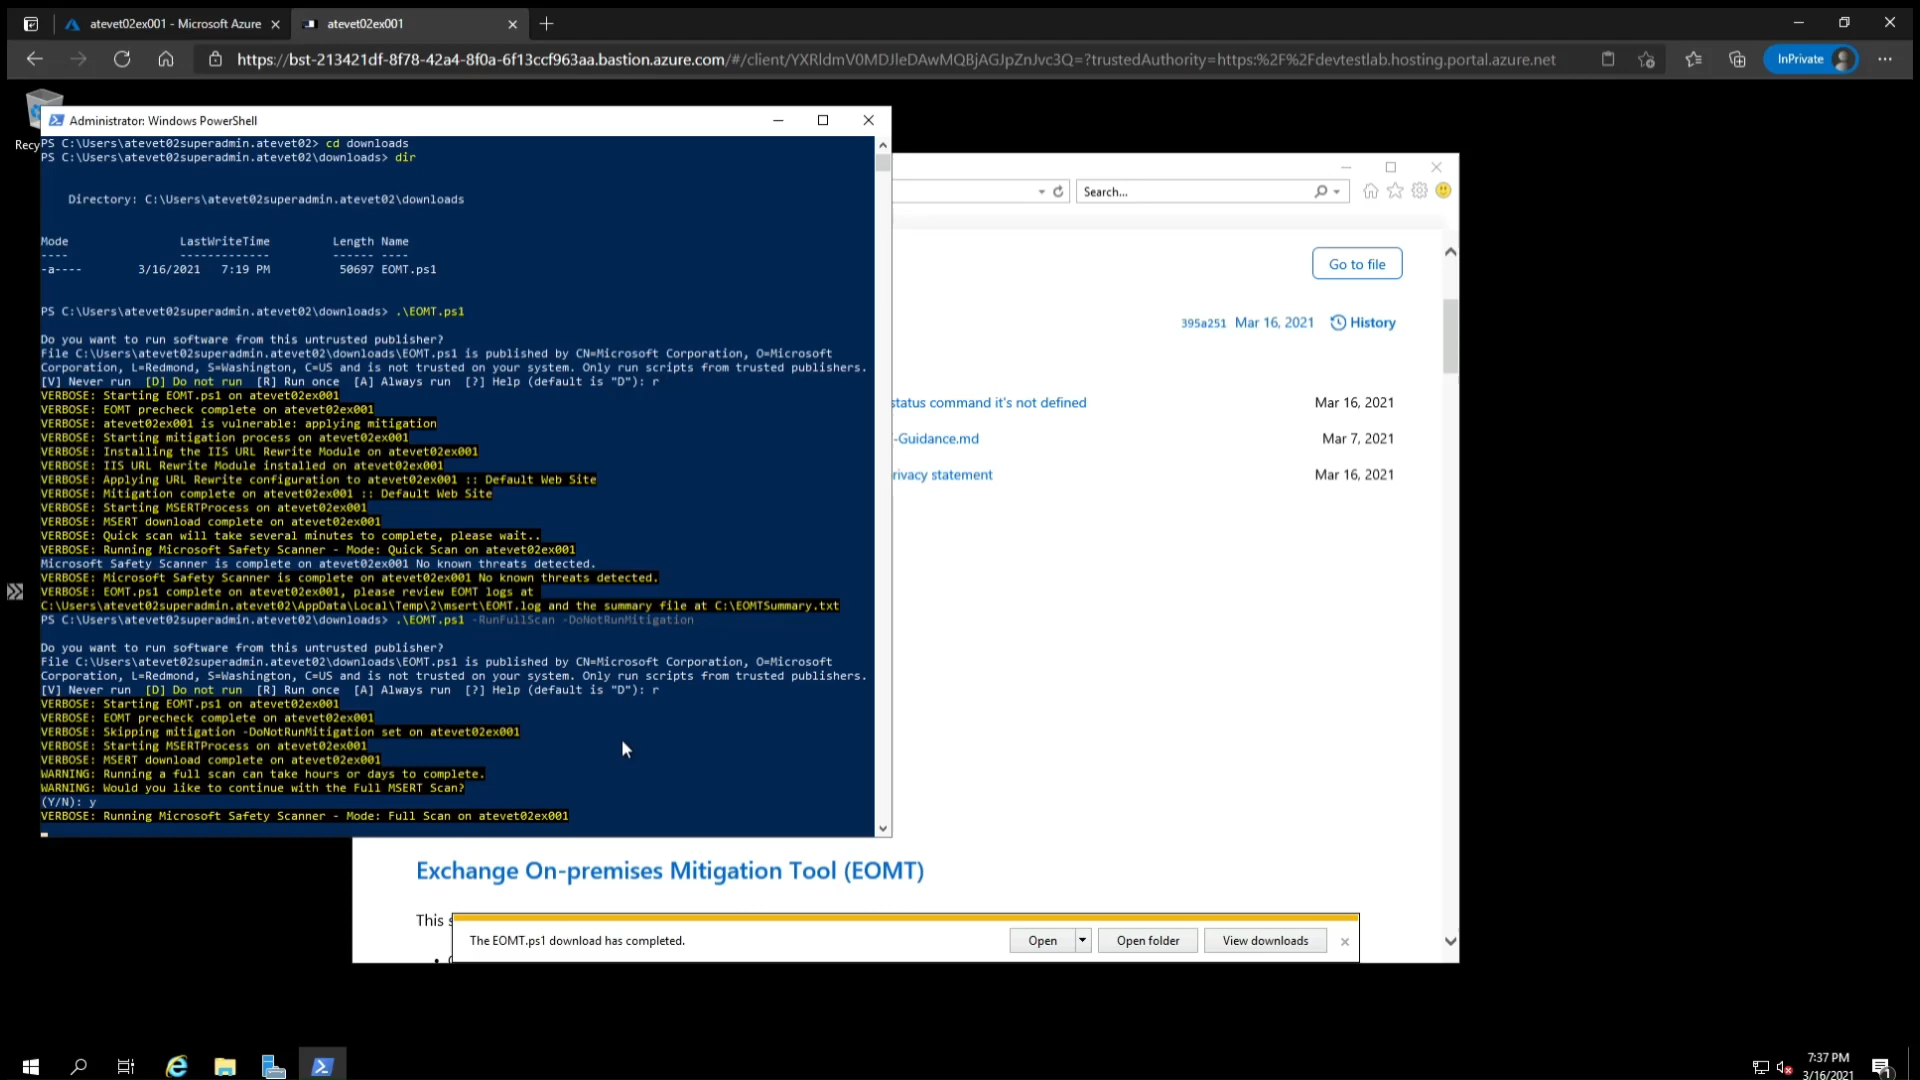 atevet02ex001 - Microsoft Azure
atevet02ex001
https://bst-213421df-8f78-42a4-8f0a-6f13ccf963aa.bastion.azure.com/#/client/YXRldmV0MDJleDAwMQBjAGJpZnJvc3Q=?trustedAuthority=https:%2F%2Fdevtestlab.hosting.portal.azure.net
InPrivate
Recy
Administrator: Windows PowerShell
PS C:\Users\atevet02superadmin.atevet02> cd downloads
PS C:\Users\atevet02superadmin.atevet02\downloads> dir
Directory: C:\Users\atevet02superadmin.atevet02\downloads
Mode LastWriteTime Length Name
---- ------------- ------ ----
-a---- 3/16/2021 7:19 PM 50697 EOMT.ps1
PS C:\Users\atevet02superadmin.atevet02\downloads> .\EOMT.ps1
Do you want to run software from this untrusted publisher?
File C:\Users\atevet02superadmin.atevet02\downloads\EOMT.ps1 is published by CN=Microsoft Corporation, O=Microsoft
Corporation, L=Redmond, S=Washington, C=US and is not trusted on your system. Only run scripts from trusted publishers.
[V] Never run [D] Do not run [R] Run once [A] Always run [?] Help (default is "D"): r
VERBOSE: Starting EOMT.ps1 on atevet02ex001
VERBOSE: EOMT precheck complete on atevet02ex001
VERBOSE: atevet02ex001 is vulnerable: applying mitigation
VERBOSE: Starting mitigation process on atevet02ex001
VERBOSE: Installing the IIS URL Rewrite Module on atevet02ex001
VERBOSE: IIS URL Rewrite Module installed on atevet02ex001
VERBOSE: Applying URL Rewrite configuration to atevet02ex001 :: Default Web Site
VERBOSE: Mitigation complete on atevet02ex001 :: Default Web Site
VERBOSE: Starting MSERTProcess on atevet02ex001
VERBOSE: MSERT download complete on atevet02ex001
VERBOSE: Quick scan will take several minutes to complete, please wait..
VERBOSE: Running Microsoft Safety Scanner - Mode: Quick Scan on atevet02ex001
Microsoft Safety Scanner is complete on atevet02ex001 No known threats detected.
VERBOSE: Microsoft Safety Scanner is complete on atevet02ex001 No known threats detected.
VERBOSE: EOMT.ps1 complete on atevet02ex001, please review EOMT logs at
C:\Users\atevet02superadmin.atevet02\AppData\Local\Temp\2\msert\EOMT.log and the summary file at C:\EOMTSummary.txt
PS C:\Users\atevet02superadmin.atevet02\downloads> .\EOMT.ps1 -RunFullScan -DoNotRunMitigation
Do you want to run software from this untrusted publisher?
File C:\Users\atevet02superadmin.atevet02\downloads\EOMT.ps1 is published by CN=Microsoft Corporation, O=Microsoft
Corporation, L=Redmond, S=Washington, C=US and is not trusted on your system. Only run scripts from trusted publishers.
[V] Never run [D] Do not run [R] Run once [A] Always run [?] Help (default is "D"): r
VERBOSE: Starting EOMT.ps1 on atevet02ex001
VERBOSE: EOMT precheck complete on atevet02ex001
VERBOSE: Skipping mitigation -DoNotRunMitigation set on atevet02ex001
VERBOSE: Starting MSERTProcess on atevet02ex001
VERBOSE: MSERT download complete on atevet02ex001
WARNING: Running a full scan can take hours or days to complete.
WARNING: Would you like to continue with the Full MSERT Scan?
(Y/N): y
VERBOSE: Running Microsoft Safety Scanner - Mode: Full Scan on atevet02ex001
Search...
Go to file
395a251 Mar 16, 2021 History
status command it's not defined Mar 16, 2021
-Guidance.md Mar 7, 2021
rivacy statement Mar 16, 2021
Exchange On-premises Mitigation Tool (EOMT)
This s
The EOMT.ps1 download has completed.
Open Open folder View downloads
7:37 PM
3/16/2021
1